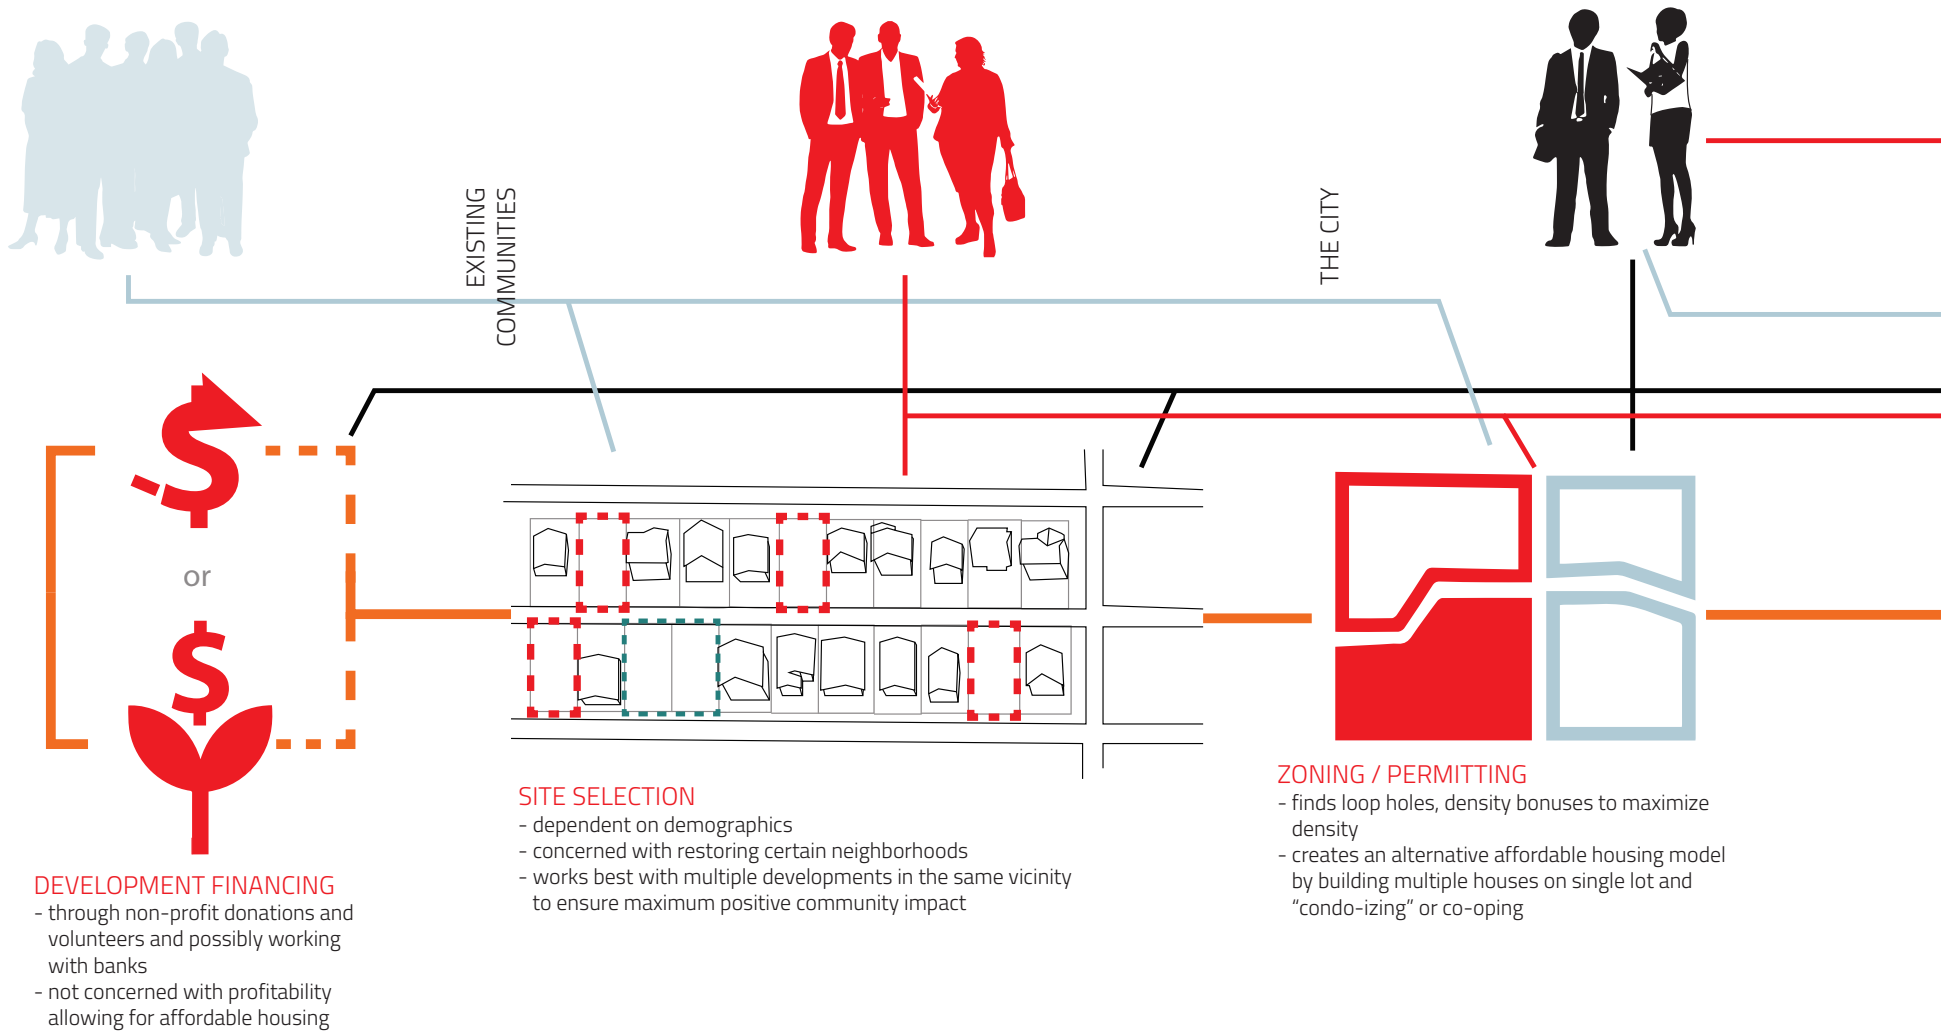 EXISTING
COMMUNITIES
THE CITY
$
or
$
DEVELOPMENT FINANCING
- through non-profit donations and
volunteers and possibly working
with banks
- not concerned with profitability
allowing for affordable housing
SITE SELECTION
- dependent on demographics
- concerned with restoring certain neighborhoods
- works best with multiple developments in the same vicinity
to ensure maximum positive community impact
ZONING / PERMITTING
- finds loop holes, density bonuses to maximize
density
- creates an alternative affordable housing model
by building multiple houses on single lot and
“condo-izing” or co-oping